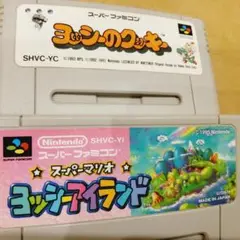 スーパーファミコン
SHVC-YC
ヨッシーのクッキー
Nintendo SHVC-YI
スーパーファミコン
スーパーマリオ
ヨッシーアイランド
MADE IN JAPAN